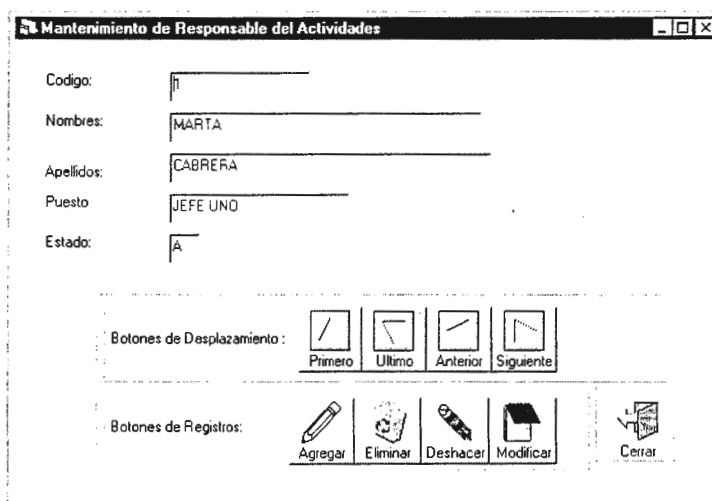 Mantenimiento de Responsable del Actividades
Codigo: 1
Nombres: MARTA
Apellidos: CABRERA
Puesto JEFE UNO
Estado: A
Botones de Desplazamiento : Primero Ultimo Anterior Siguiente
Botones de Registros: Agregar Eliminar Deshacer Modificar Cerrar